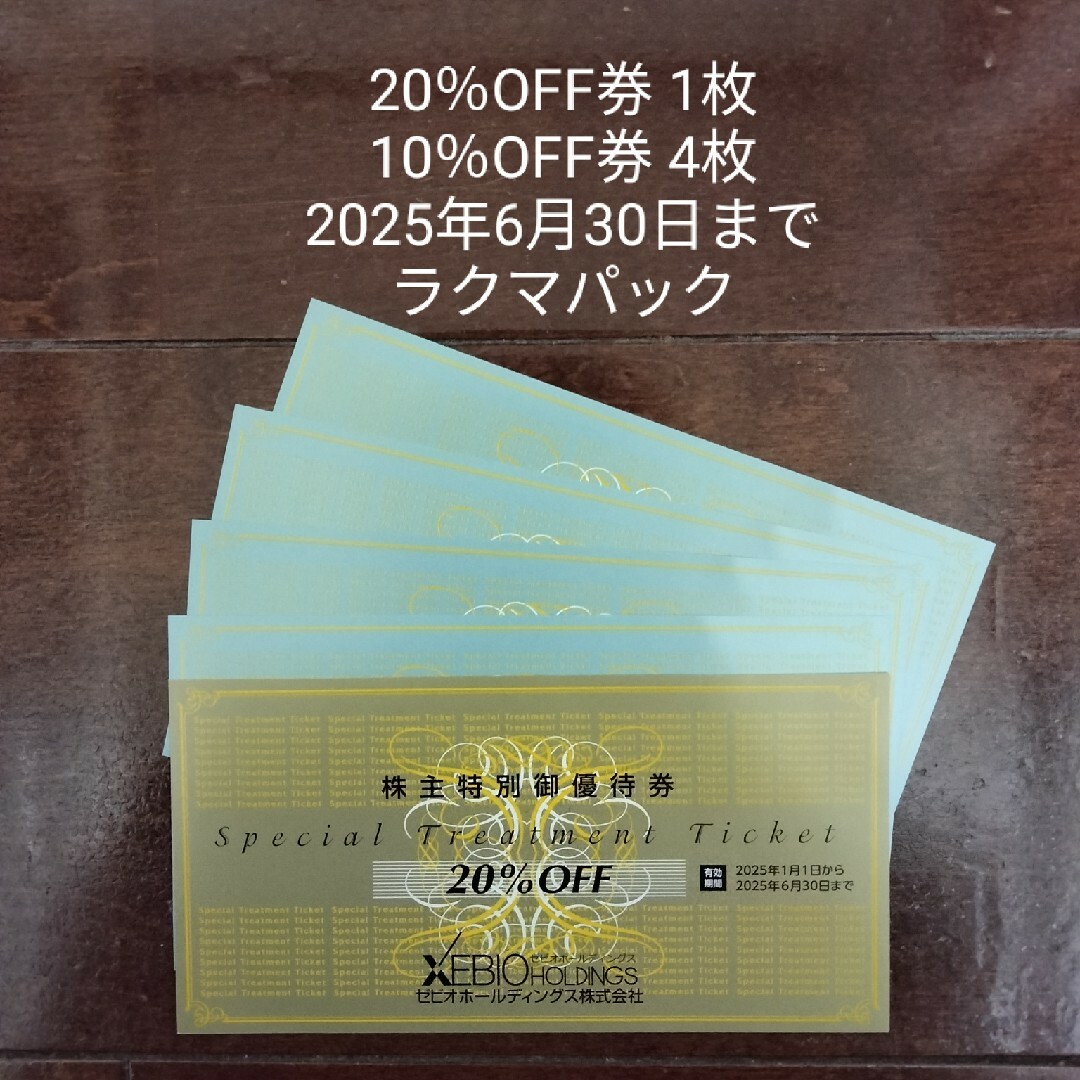 20%OFF券 1枚
10%OFF券 4枚
2025年6月30日まで
ラクマパック
株主特別御優待券
Special Treatment Ticket
20%OFF
有効期間
2025年1月1日から
2025年6月30日まで
ゼビオホールディングス
XEBIO HOLDINGS
ゼビオホールディングス株式会社